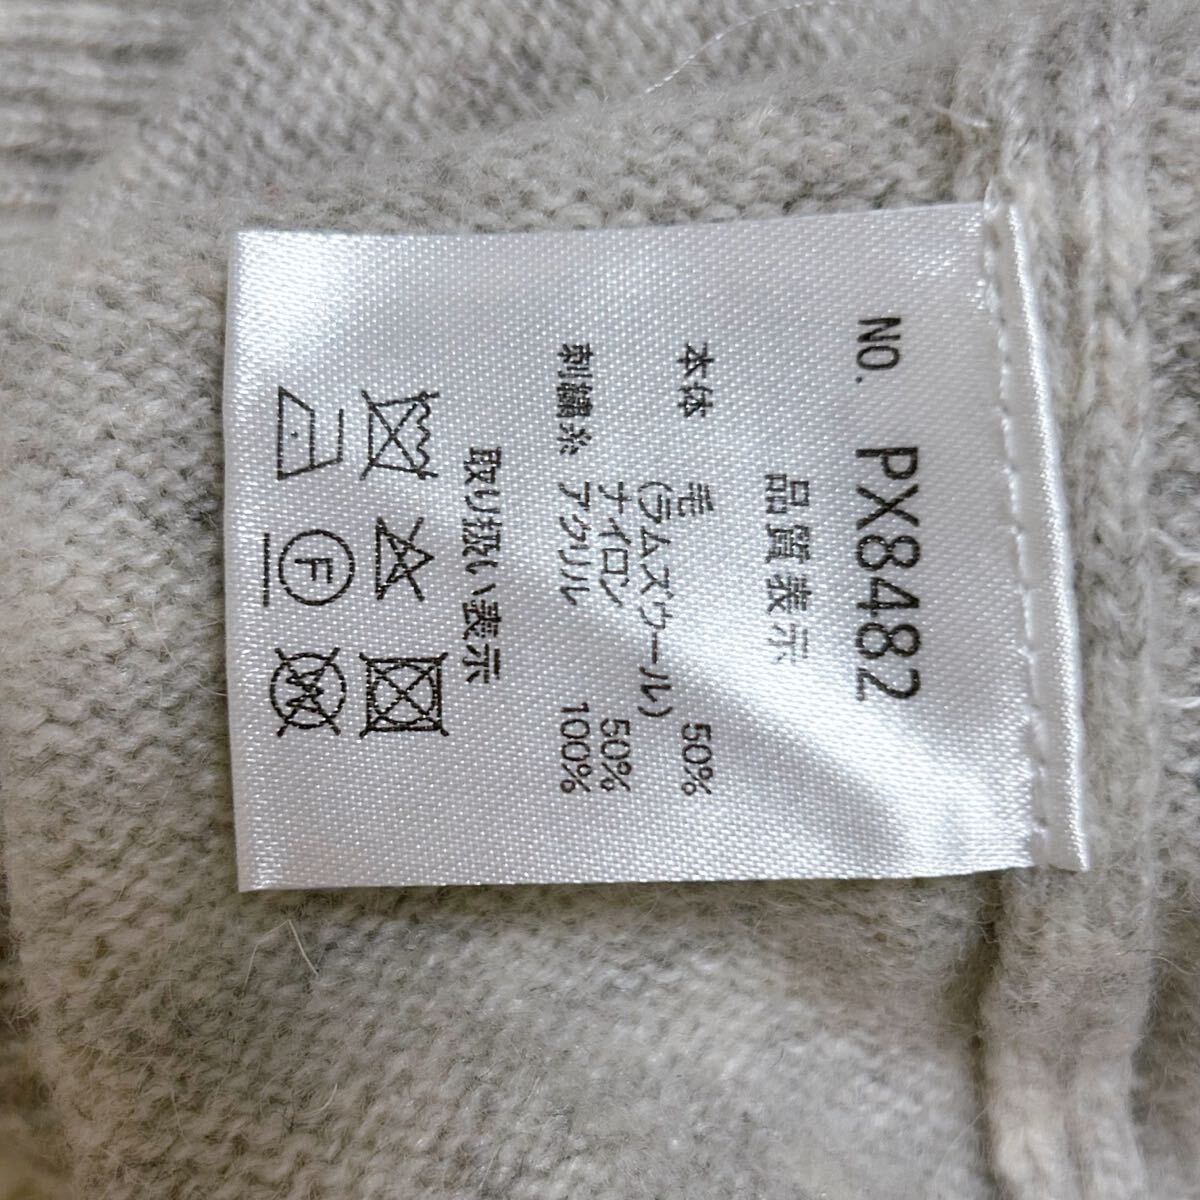 NO. PX8482
品質表示
本体 毛 50%
(ラムズウール)
ナイロン 50%
刺繍糸 アクリル 100%
取り扱い表示
F
W